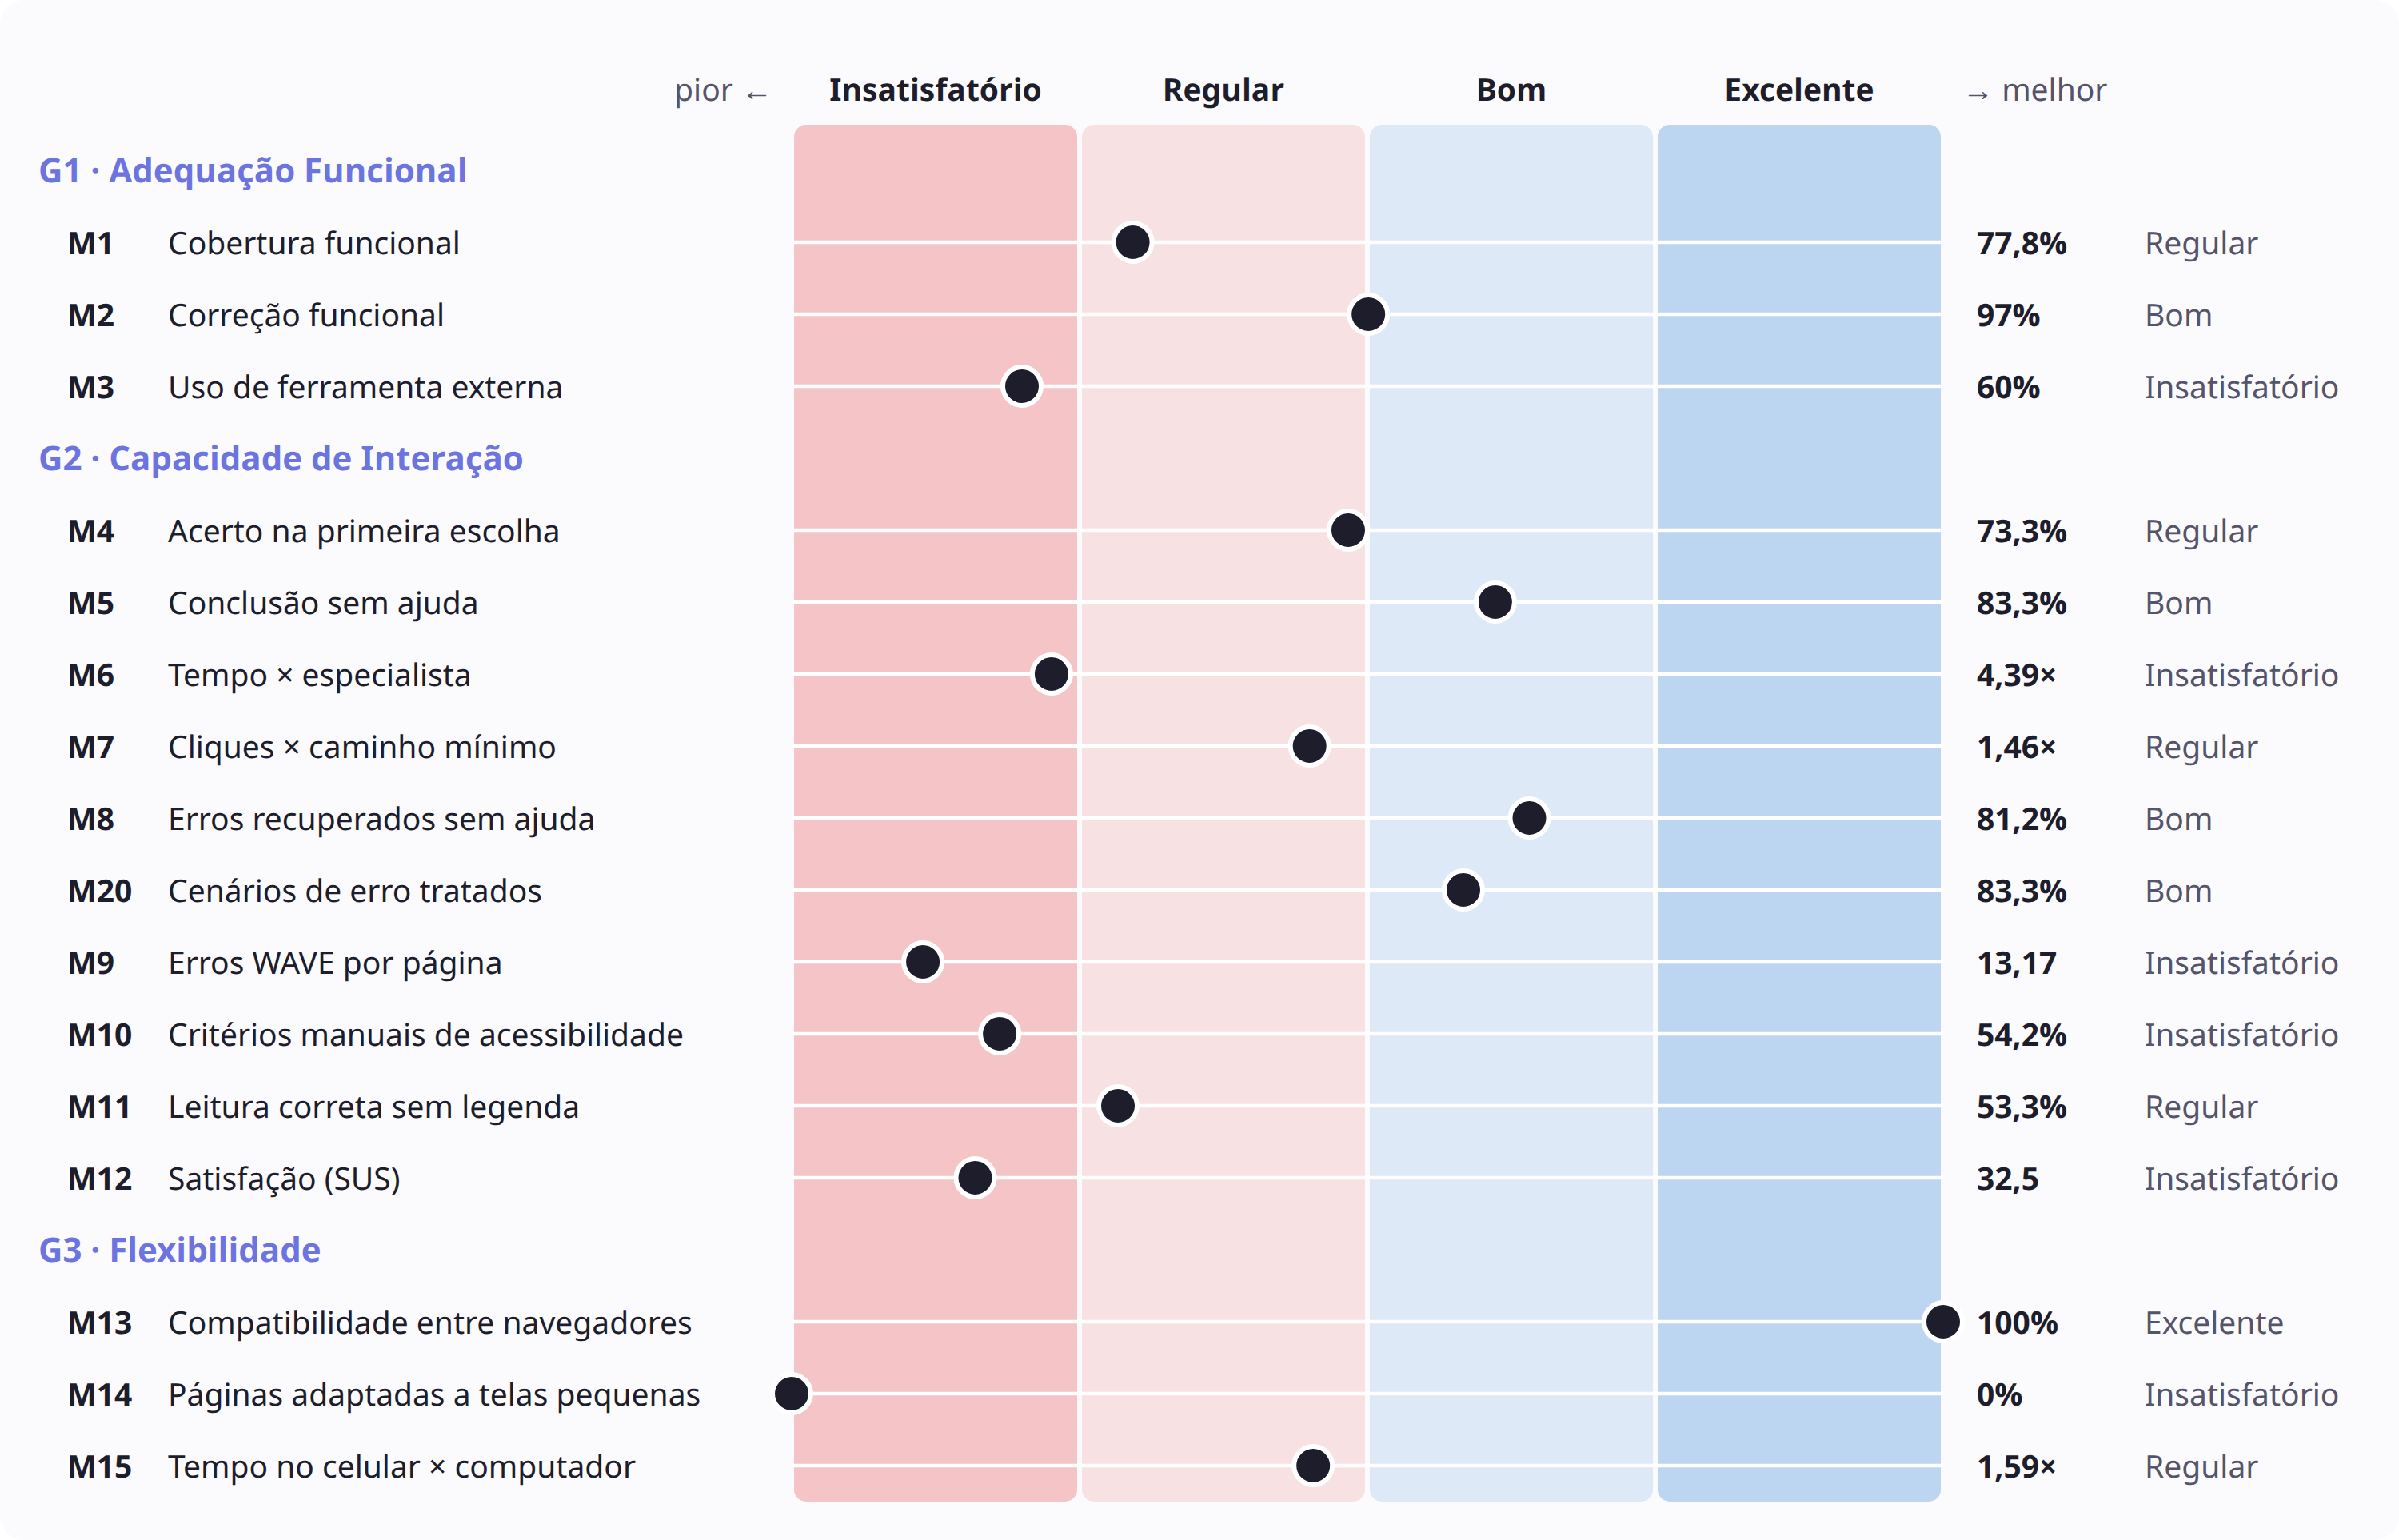 pior ← Insatisfatório Regular Bom Excelente → melhor
G1 · Adequação Funcional
M1 Cobertura funcional 77,8% Regular
M2 Correção funcional 97% Bom
M3 Uso de ferramenta externa 60% Insatisfatório
G2 · Capacidade de Interação
M4 Acerto na primeira escolha 73,3% Regular
M5 Conclusão sem ajuda 83,3% Bom
M6 Tempo × especialista 4,39× Insatisfatório
M7 Cliques × caminho mínimo 1,46× Regular
M8 Erros recuperados sem ajuda 81,2% Bom
M20 Cenários de erro tratados 83,3% Bom
M9 Erros WAVE por página 13,17 Insatisfatório
M10 Critérios manuais de acessibilidade 54,2% Insatisfatório
M11 Leitura correta sem legenda 53,3% Regular
M12 Satisfação (SUS) 32,5 Insatisfatório
G3 · Flexibilidade
M13 Compatibilidade entre navegadores 100% Excelente
M14 Páginas adaptadas a telas pequenas 0% Insatisfatório
M15 Tempo no celular × computador 1,59× Regular